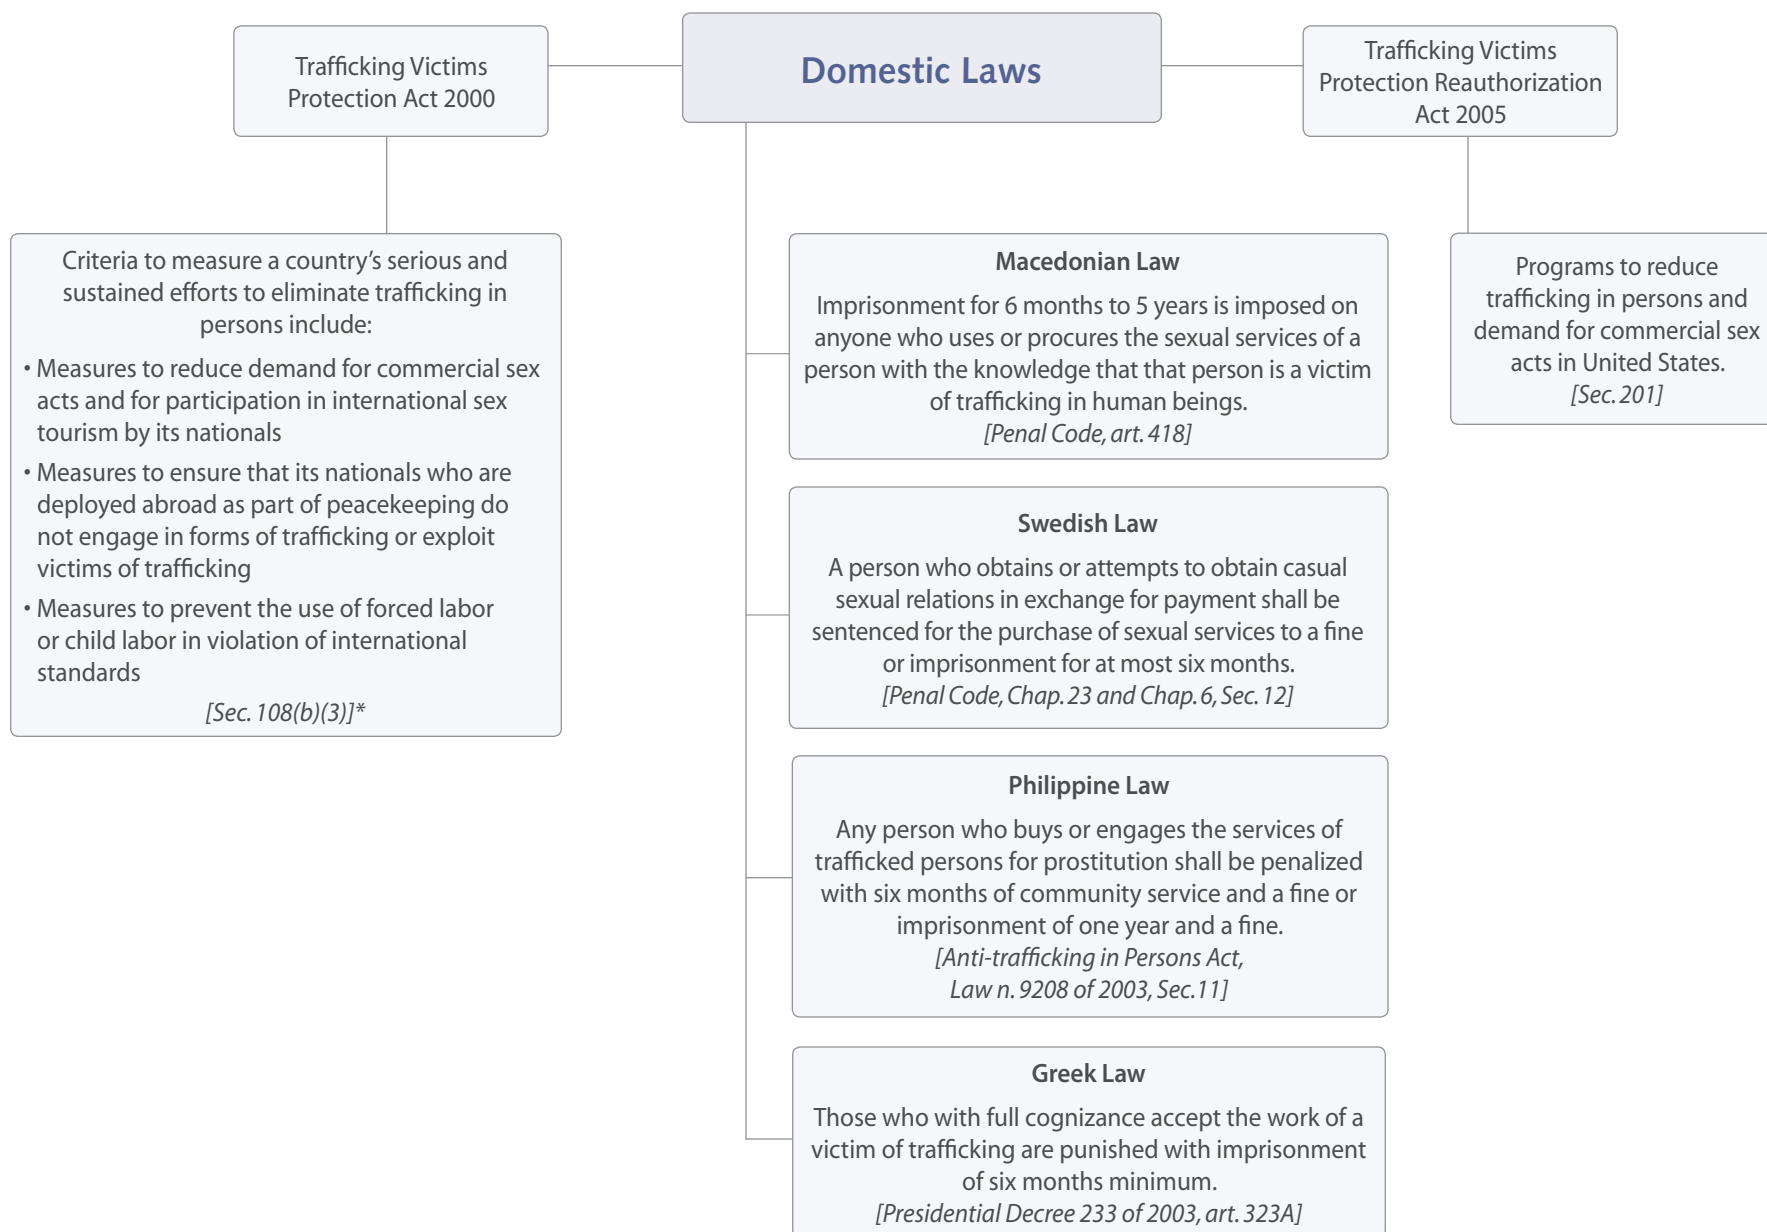 Domestic Laws
Trafficking Victims
Protection Act 2000
Criteria to measure a country's serious and
sustained efforts to eliminate trafficking in
persons include:
• Measures to reduce demand for commercial sex
acts and for participation in international sex
tourism by its nationals
• Measures to ensure that its nationals who are
deployed abroad as part of peacekeeping do
not engage in forms of trafficking or exploit
victims of trafficking
• Measures to prevent the use of forced labor
or child labor in violation of international
standards
[Sec. 108(b)(3)]*
Macedonian Law
Imprisonment for 6 months to 5 years is imposed on
anyone who uses or procures the sexual services of a
person with the knowledge that that person is a victim
of trafficking in human beings.
[Penal Code, art. 418]
Swedish Law
A person who obtains or attempts to obtain casual
sexual relations in exchange for payment shall be
sentenced for the purchase of sexual services to a fine
or imprisonment for at most six months.
[Penal Code, Chap. 23 and Chap. 6, Sec. 12]
Philippine Law
Any person who buys or engages the services of
trafficked persons for prostitution shall be penalized
with six months of community service and a fine or
imprisonment of one year and a fine.
[Anti-trafficking in Persons Act,
Law n. 9208 of 2003, Sec.11]
Greek Law
Those who with full cognizance accept the work of a
victim of trafficking are punished with imprisonment
of six months minimum.
[Presidential Decree 233 of 2003, art. 323A]
Trafficking Victims
Protection Reauthorization
Act 2005
Programs to reduce
trafficking in persons and
demand for commercial sex
acts in United States.
[Sec. 201]